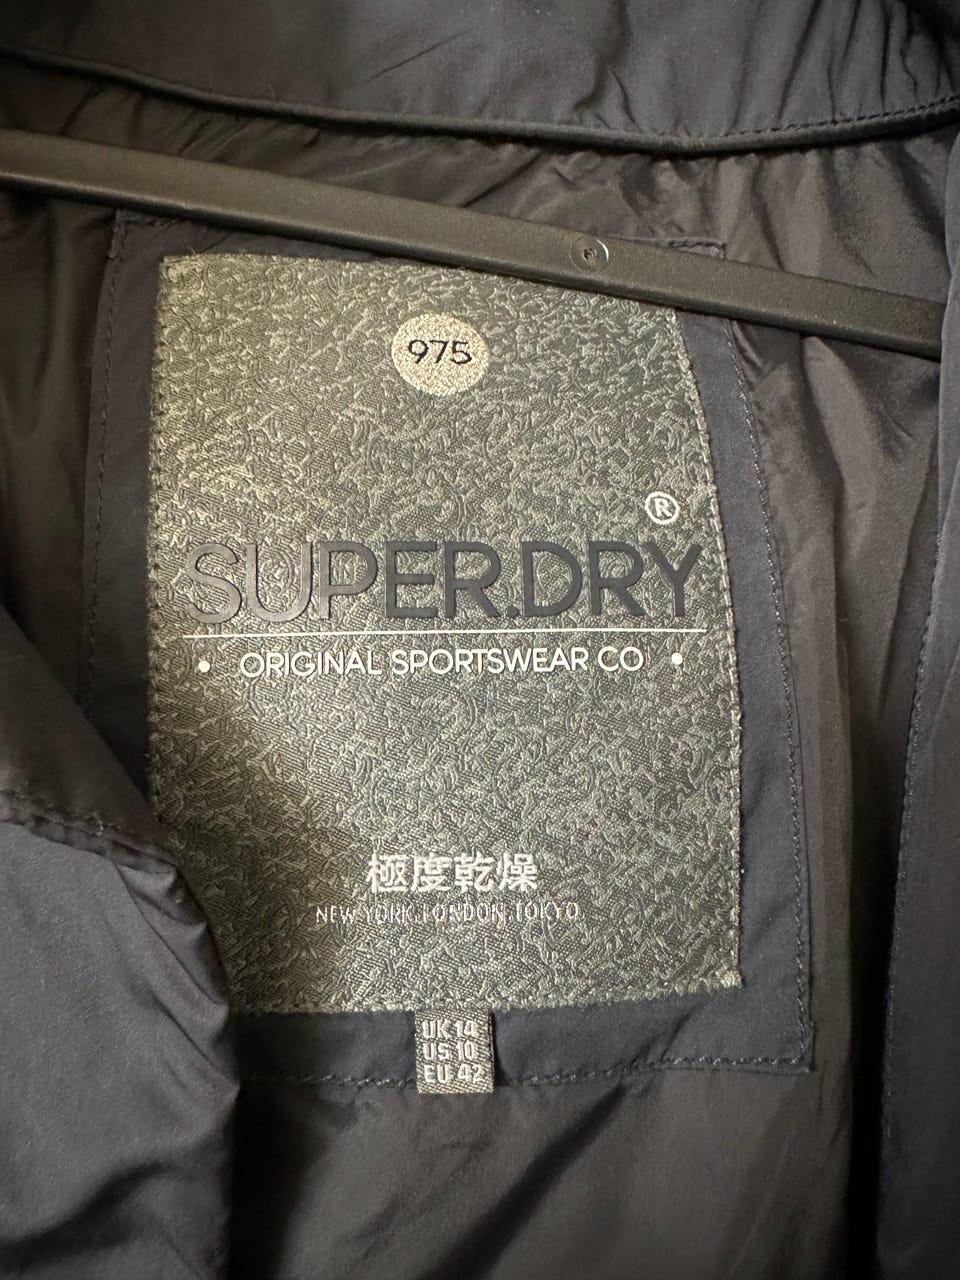 975
®
SUPER.DRY
• ORIGINAL SPORTSWEAR CO •
極度乾燥
NEW YORK.LONDON.TOKYO
UK 14
US 10
EU 42